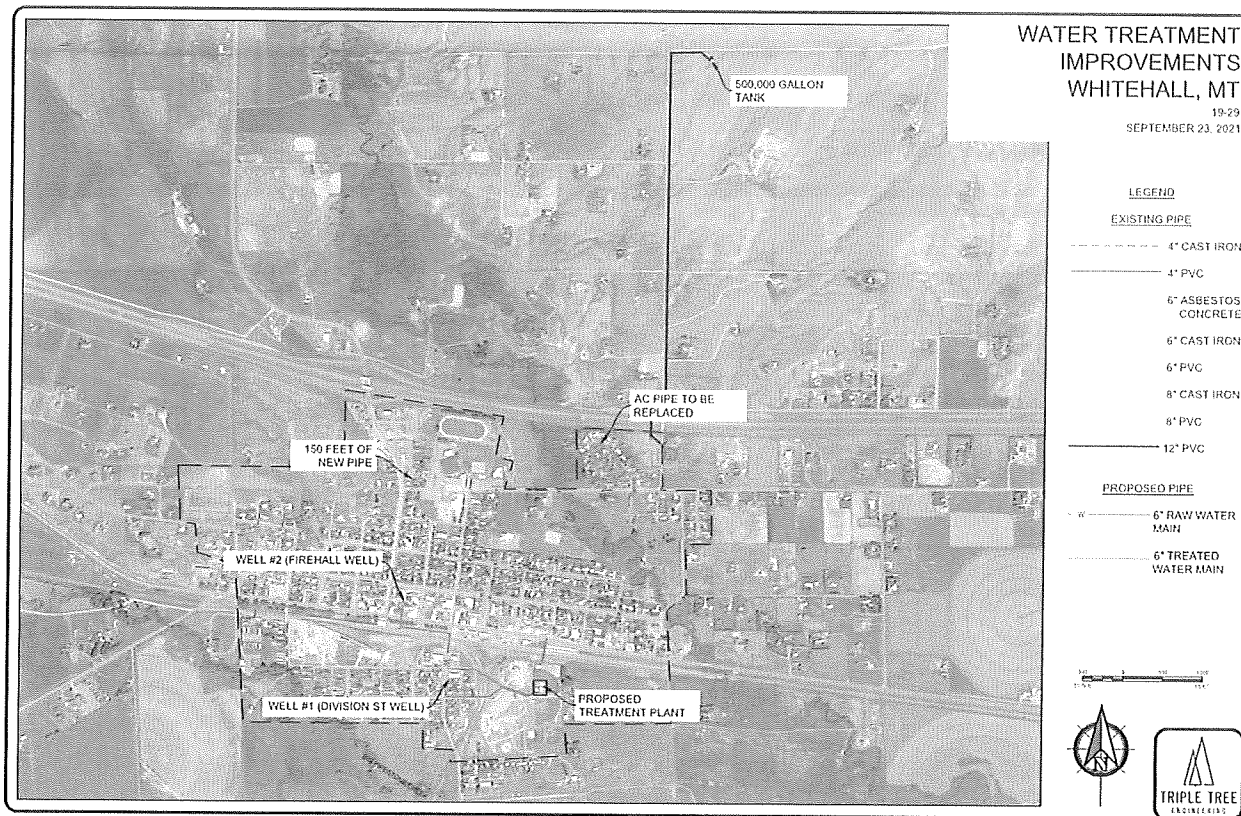 WATER TREATMENT
IMPROVEMENTS
WHITEHALL, MT
19-29
SEPTEMBER 23, 2021
500,000 GALLON
TANK
LEGEND
EXISTING PIPE
4" CAST IRON
4" PVC
6" ASBESTOS
CONCRETE
6" CAST IRON
6" PVC
8" CAST IRON
8" PVC
12" PVC
PROPOSED PIPE
W
6" RAW WATER
MAIN
6" TREATED
WATER MAIN
AC PIPE TO BE
REPLACED
150 FEET OF
NEW PIPE
WELL #2 (FIREHALL WELL)
WELL #1 (DIVISION ST WELL)
PROPOSED
TREATMENT PLANT
N
TRIPLE TREE
ENGINEERING